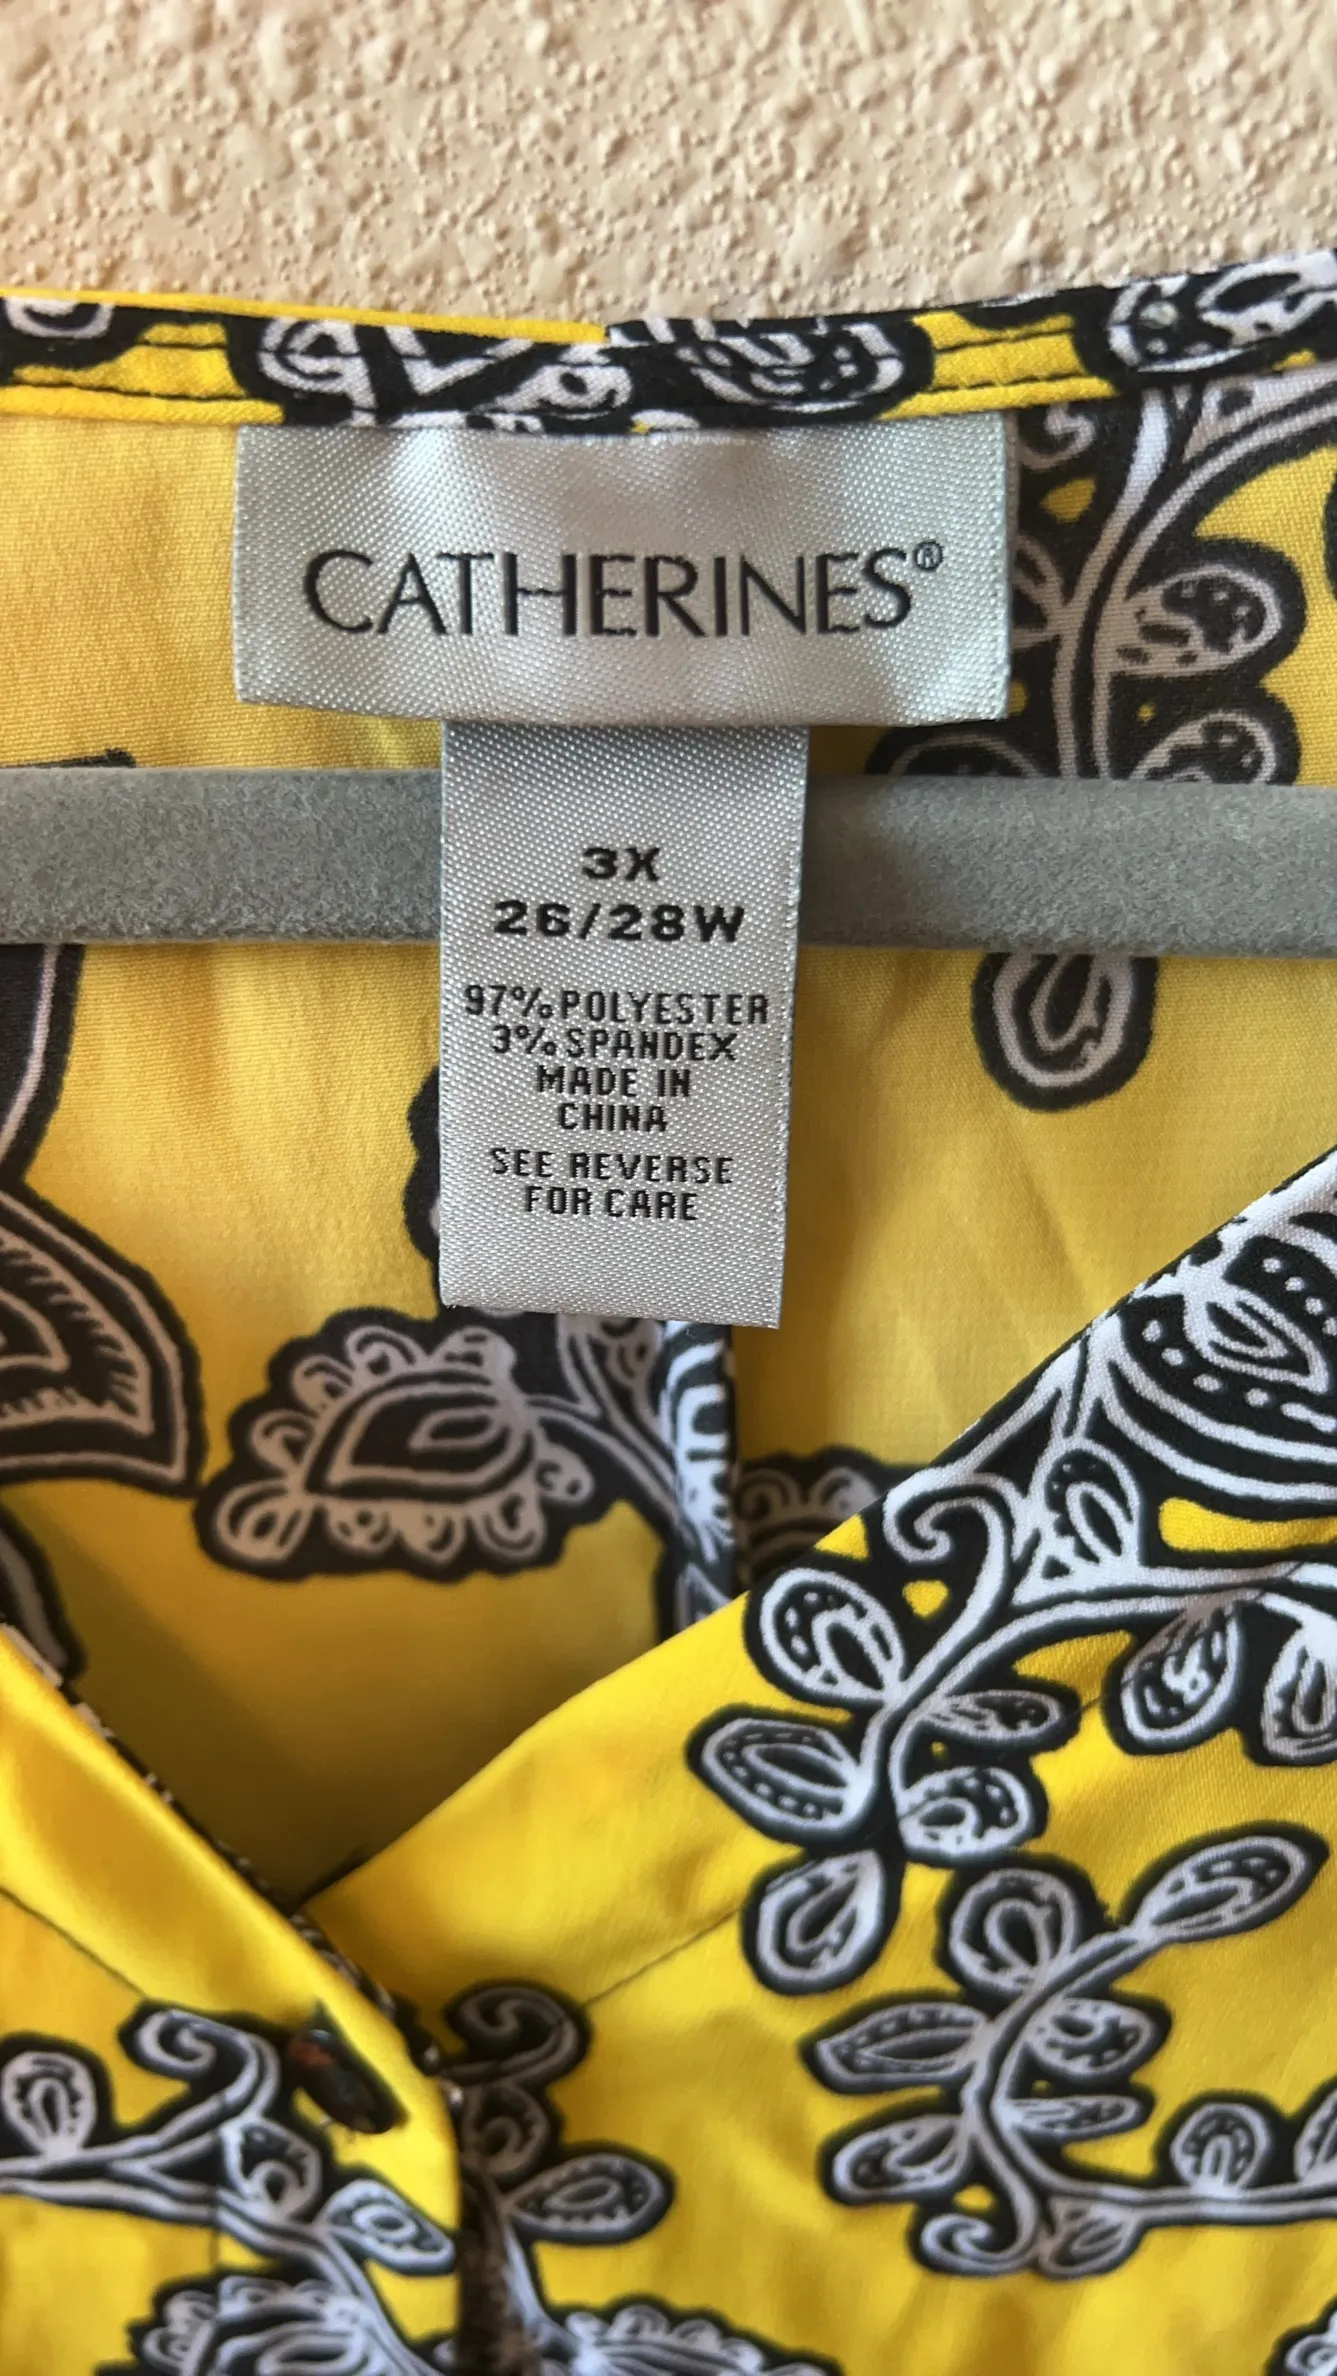 CATHERINES®
3X
26/28W
97% POLYESTER
3% SPANDEX
MADE IN
CHINA
SEE REVERSE
FOR CARE